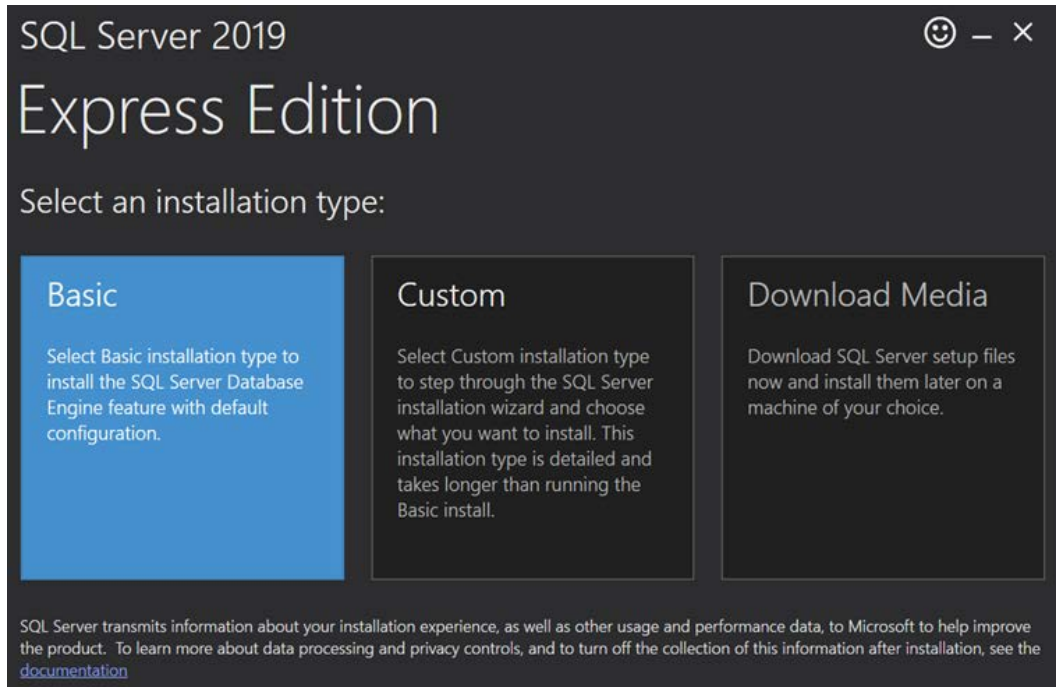 SQL Server 2019
Express Edition
Select an installation type:
Basic
Select Basic installation type to
install the SQL Server Database
Engine feature with default
configuration.
Custom
Select Custom installation type
to step through the SQL Server
installation wizard and choose
what you want to install. This
installation type is detailed and
takes longer than running the
Basic install.
Download Media
Download SQL Server setup files
now and install them later on a
machine of your choice.
SQL Server transmits information about your installation experience, as well as other usage and performance data, to Microsoft to help improve
the product.  To learn more about data processing and privacy controls, and to turn off the collection of this information after installation, see the
documentation